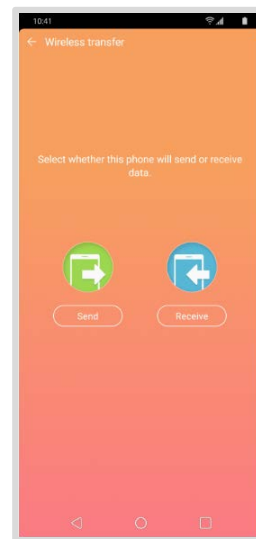 10:41
Wireless transfer
Select whether this phone will send or receive
data.
Send
Receive